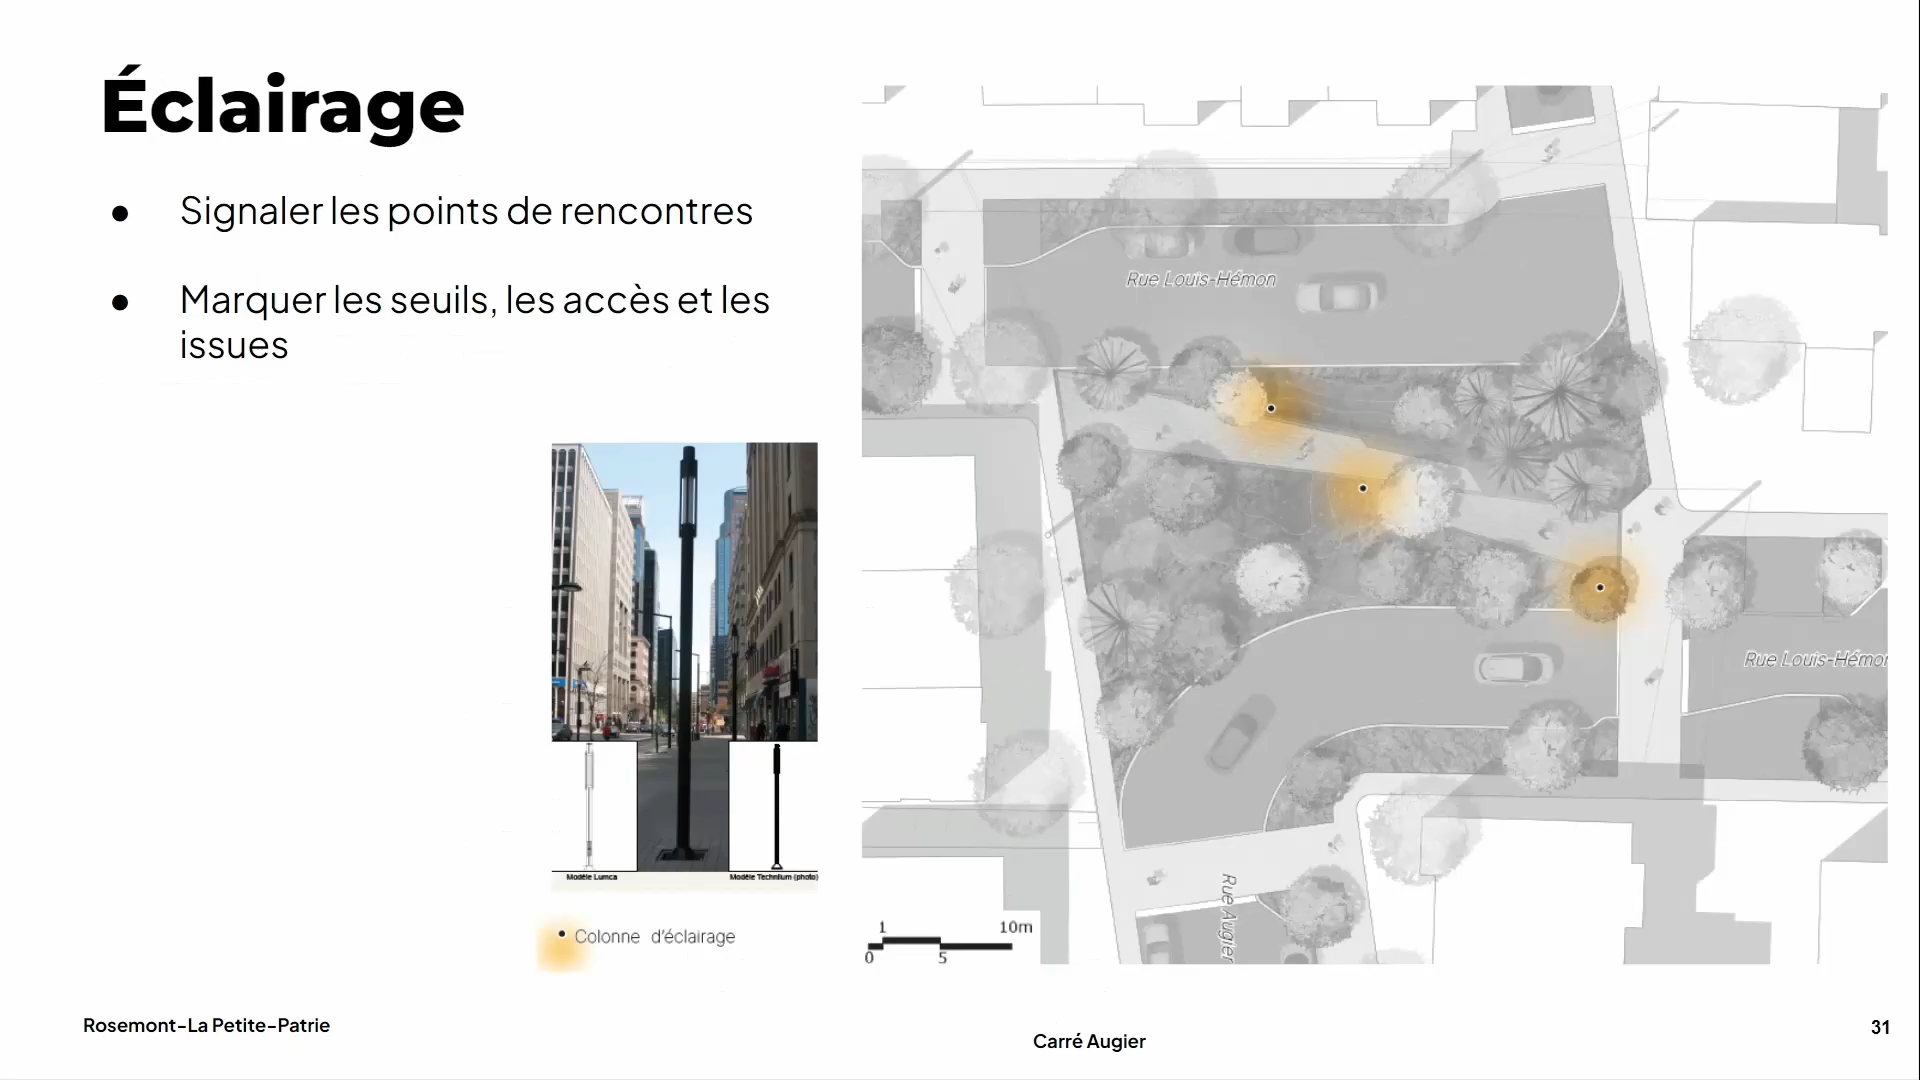 Éclairage
● Signaler les points de rencontres
● Marquer les seuils, les accès et les
issues
Rue Louis-Hémon
Rue Louis-Hémon
Rue Augier
Modèle Lumca
Modèle Technilum (photo)
Colonne d'éclairage
1 10m
0 5
Rosemont-La Petite-Patrie
Carré Augier
31